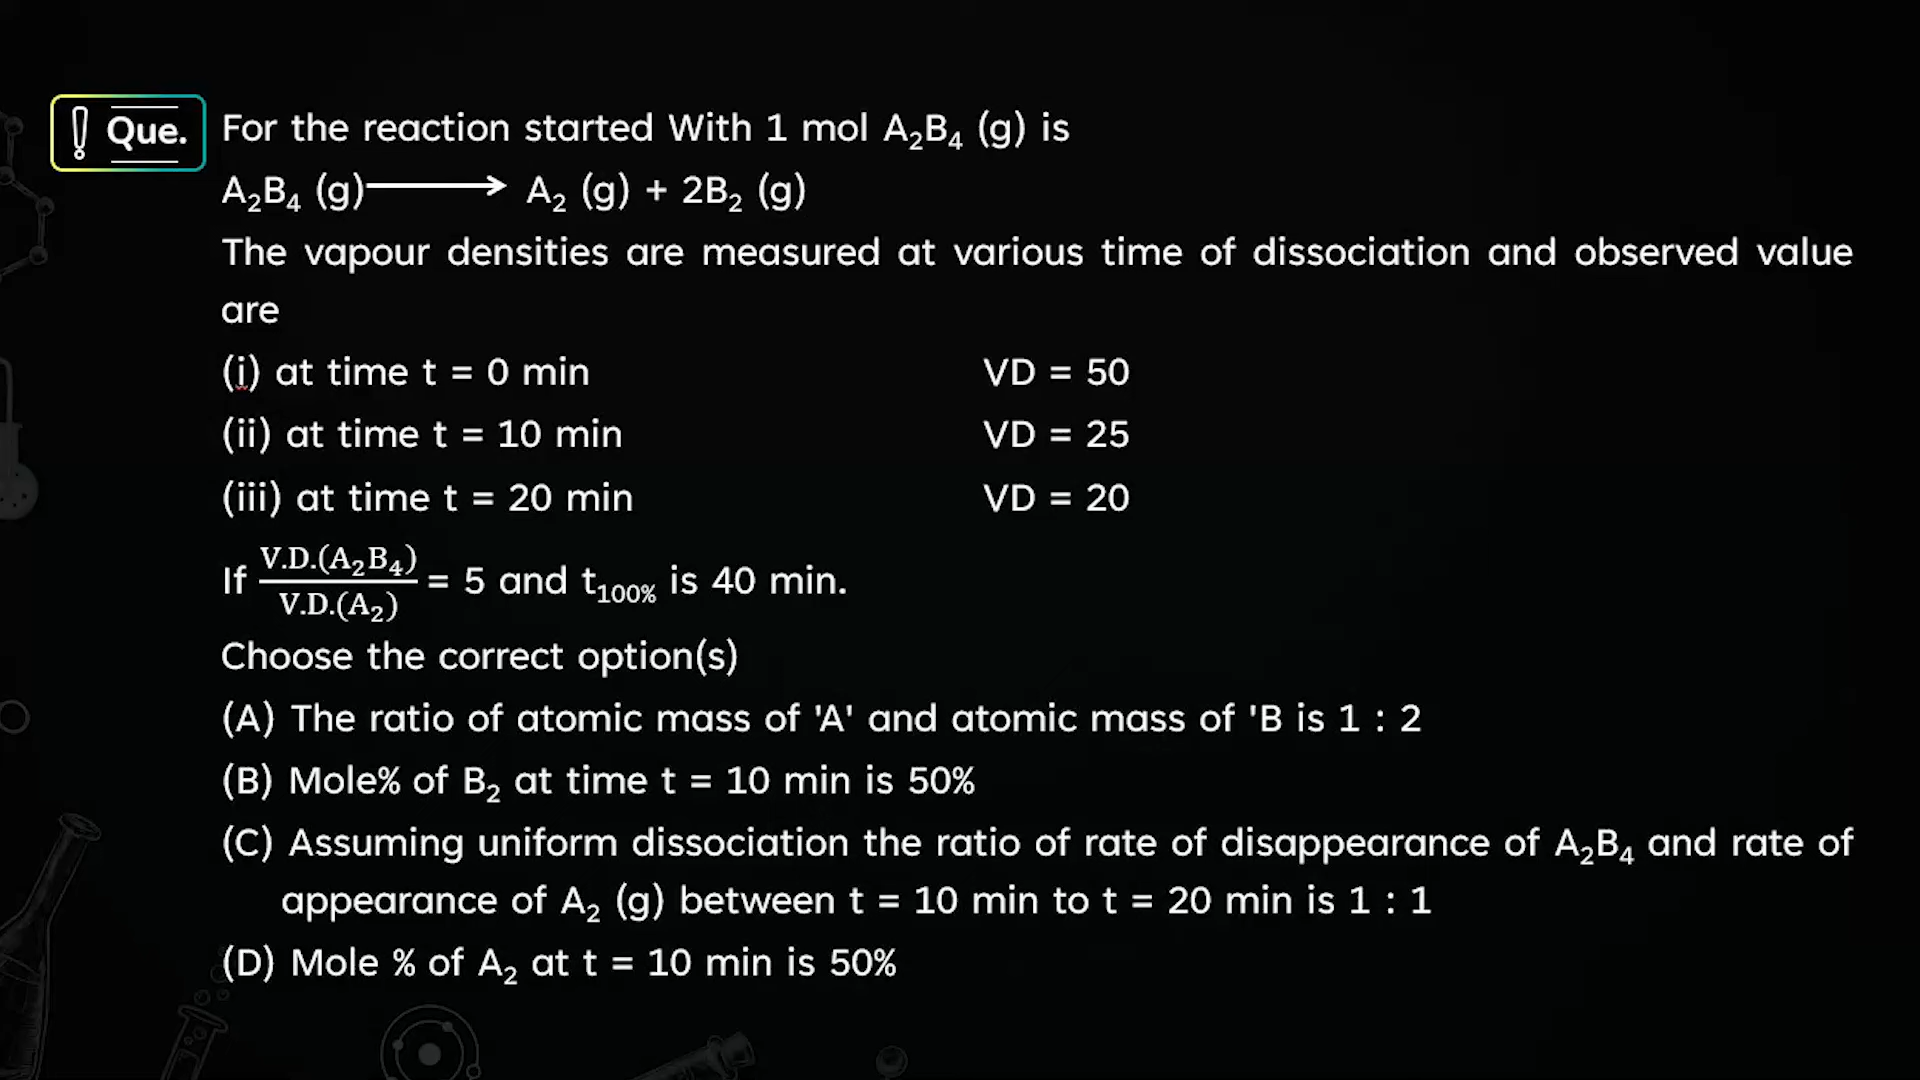 Que. For the reaction started With 1 mol A₂B₄ (g) is
A₂B₄ (g)⟶ A₂ (g) + 2B₂ (g)
The vapour densities are measured at various time of dissociation and observed value
are
(i) at time t = 0 min VD = 50
(ii) at time t = 10 min VD = 25
(iii) at time t = 20 min VD = 20
If V.D.(A₂B₄)/V.D.(A₂) = 5 and t₁₀₀% is 40 min.
Choose the correct option(s)
(A) The ratio of atomic mass of 'A' and atomic mass of 'B is 1 : 2
(B) Mole% of B₂ at time t = 10 min is 50%
(C) Assuming uniform dissociation the ratio of rate of disappearance of A₂B₄ and rate of
appearance of A₂ (g) between t = 10 min to t = 20 min is 1 : 1
(D) Mole % of A₂ at t = 10 min is 50%